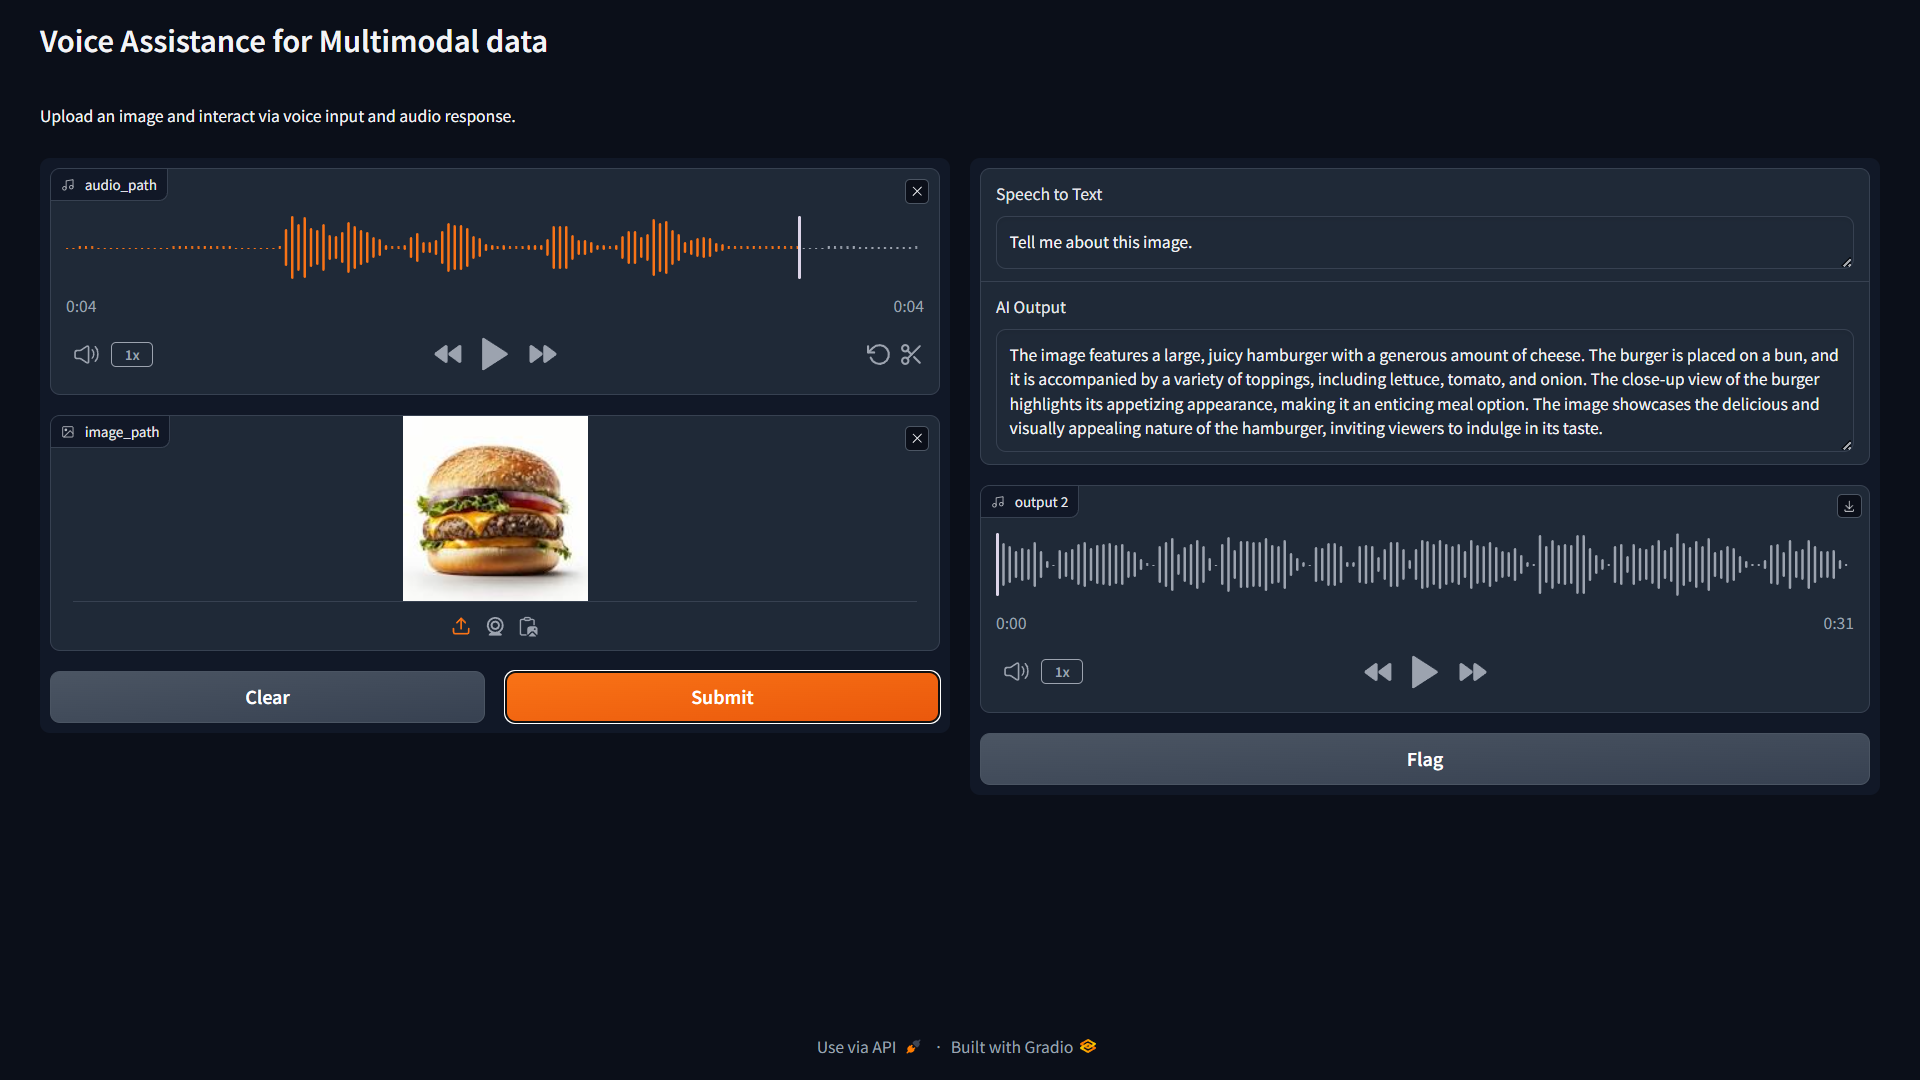 Voice Assistance for Multimodal data
Upload an image and interact via voice input and audio response.
audio_path
0:04
0:04
1x
image_path
Clear
Submit
Speech to Text
Tell me about this image.
AI Output
The image features a large, juicy hamburger with a generous amount of cheese. The burger is placed on a bun, and
it is accompanied by a variety of toppings, including lettuce, tomato, and onion. The close-up view of the burger
highlights its appetizing appearance, making it an enticing meal option. The image showcases the delicious and
visually appealing nature of the hamburger, inviting viewers to indulge in its taste.
output 2
0:00
0:31
1x
Flag
Use via API · Built with Gradio